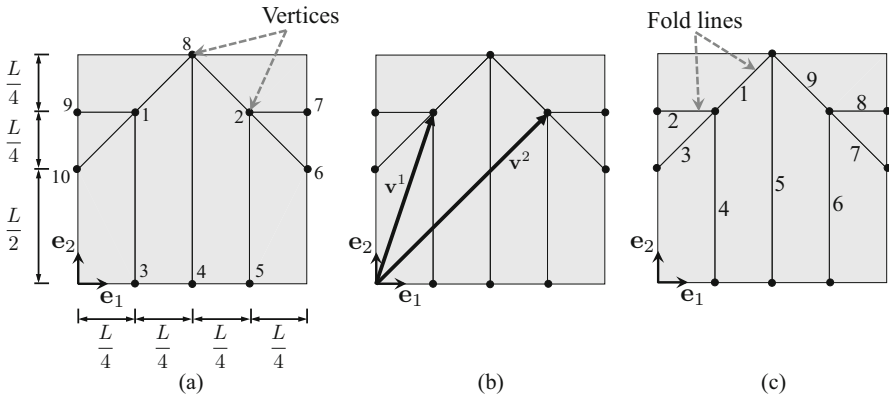 Vertices
8
L/4
9
1
2
7
L/4
10
6
L/2
e₂
e₁
3
4
5
L/4
L/4
L/4
L/4
(a)
v¹
v²
e₂
e₁
(b)
Fold lines
1
9
2
8
3
7
4
5
6
e₂
e₁
(c)